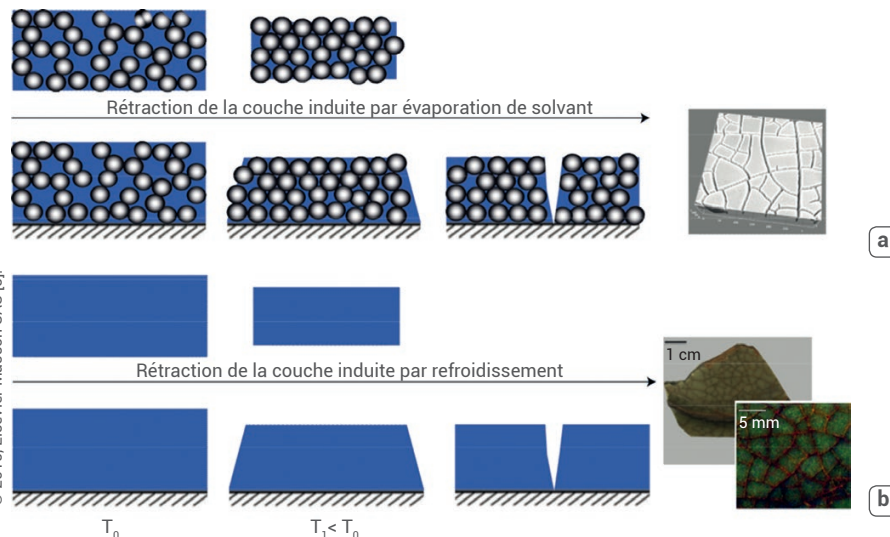 Rétraction de la couche induite par évaporation de solvant
a
Rétraction de la couche induite par refroidissement
1 cm
5 mm
b
T₀
T₁< T₀